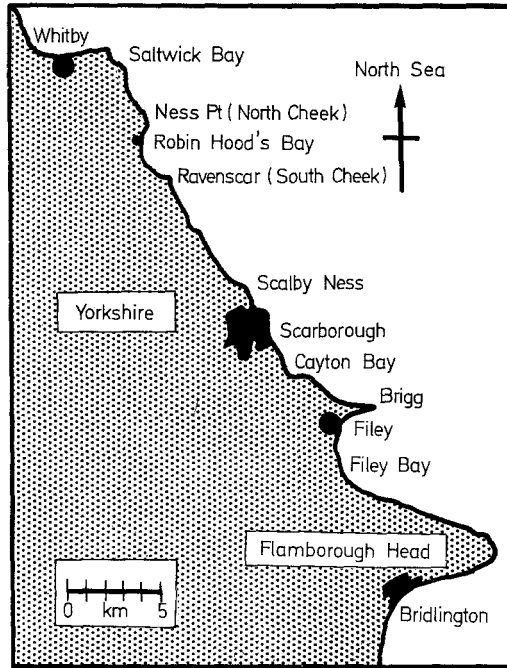 Whitby
Saltwick Bay
North Sea
Ness Pt (North Cheek)
Robin Hood's Bay
Ravenscar (South Cheek)
Scalby Ness
Yorkshire
Scarborough
Cayton Bay
Brigg
Filey
Filey Bay
Flamborough Head
0 km 5
Bridlington